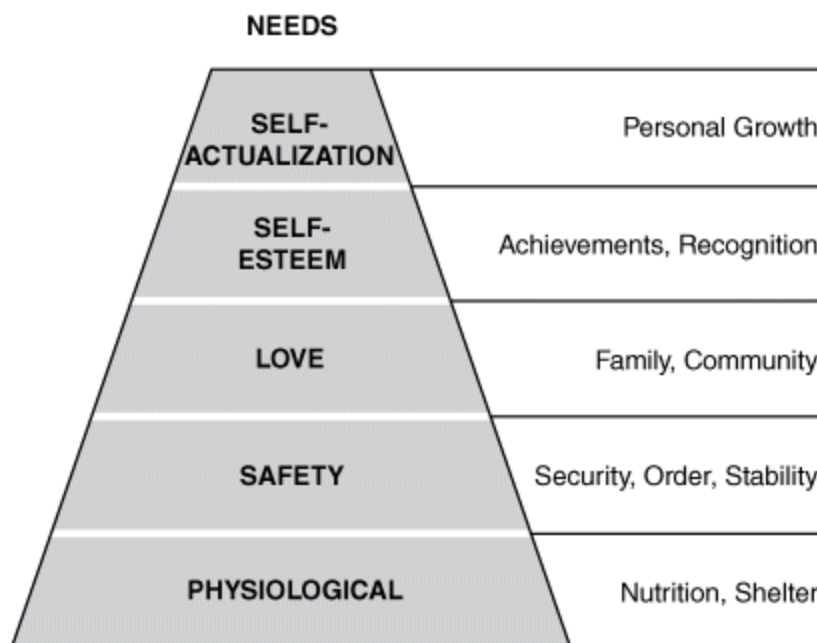 NEEDS
SELF-
ACTUALIZATION
Personal Growth
SELF-
ESTEEM
Achievements, Recognition
LOVE
Family, Community
SAFETY
Security, Order, Stability
PHYSIOLOGICAL
Nutrition, Shelter